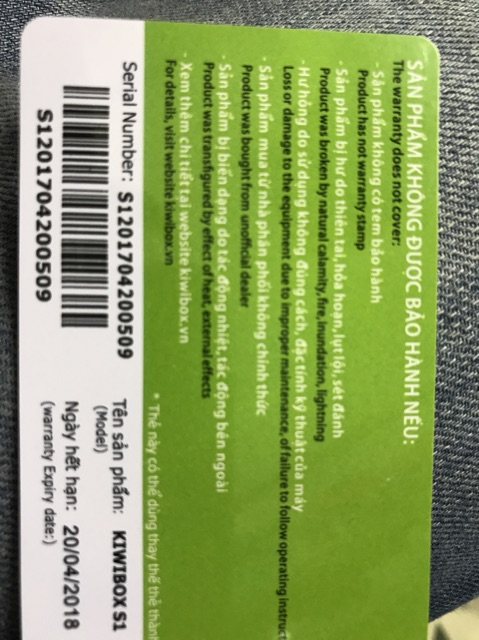 SẢN PHẨM KHÔNG ĐƯỢC BẢO HÀNH NẾU:
The warranty does not cover:
- Sản phẩm không có tem bảo hành
Product has not warranty stamp
- Sản phẩm bị hư do thiên tai, hỏa hoạn, lụt lội, sét đánh
Product was broken by natural calamity, fire, inundation, lightning
- Hư hỏng do sử dụng không đúng cách, đặc tính kỹ thuật của máy
Loss or damage to the equipment due to improper maintenance, of failure to follow operating instruct
- Sản phẩm mua từ nhà phân phối không chính thức
Product was bought from unofficial dealer
- Sản phẩm bị biến dạng do tác động nhiệt, tác động bên ngoài
Product was transfigured by effect of heat, external effects
- Xem thêm chi tiết tại website kiwibox.vn
For details, visit website kiwibox.vn
* Thẻ này có thể dùng thay thế thẻ thành
Serial Number: S1201704200509
S1201704200509
Tên sản phẩm: KIWIBOX S1
(Model)
Ngày hết hạn: 20/04/2018
(warranty Expiry date:)